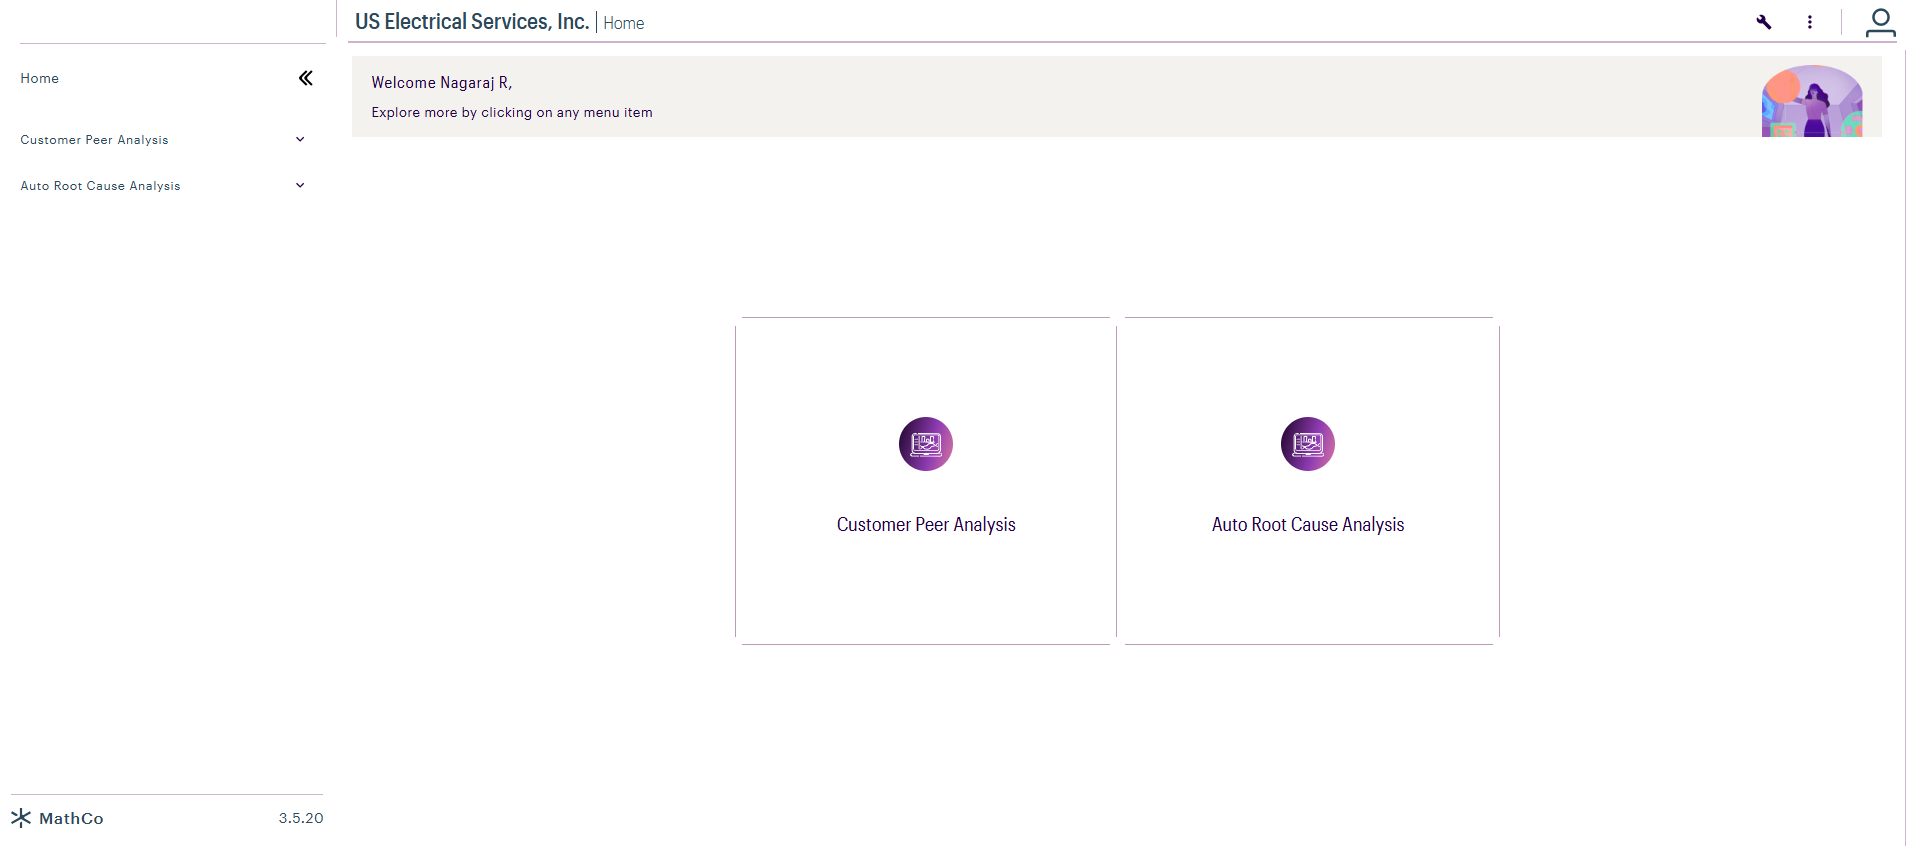 US Electrical Services, Inc. | Home
Home
Customer Peer Analysis
Auto Root Cause Analysis
Welcome Nagaraj R,
Explore more by clicking on any menu item
Customer Peer Analysis
Auto Root Cause Analysis
MathCo
3.5.20